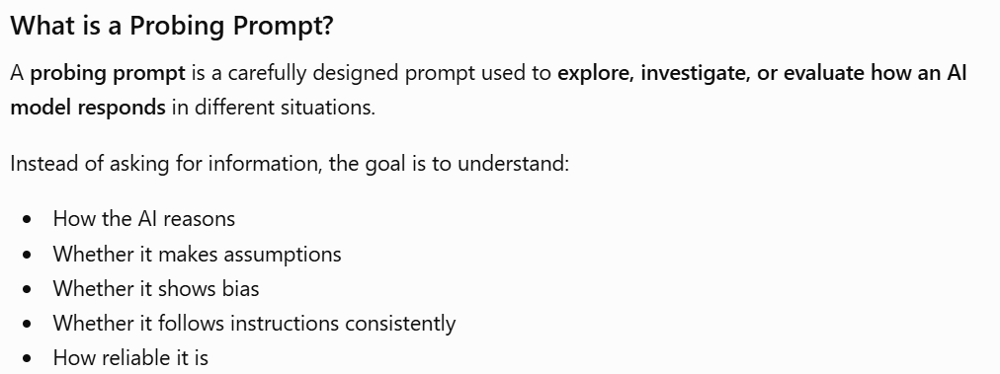 What is a Probing Prompt?
A probing prompt is a carefully designed prompt used to explore, investigate, or evaluate how an AI
model responds in different situations.
Instead of asking for information, the goal is to understand:
• How the AI reasons
• Whether it makes assumptions
• Whether it shows bias
• Whether it follows instructions consistently
• How reliable it is